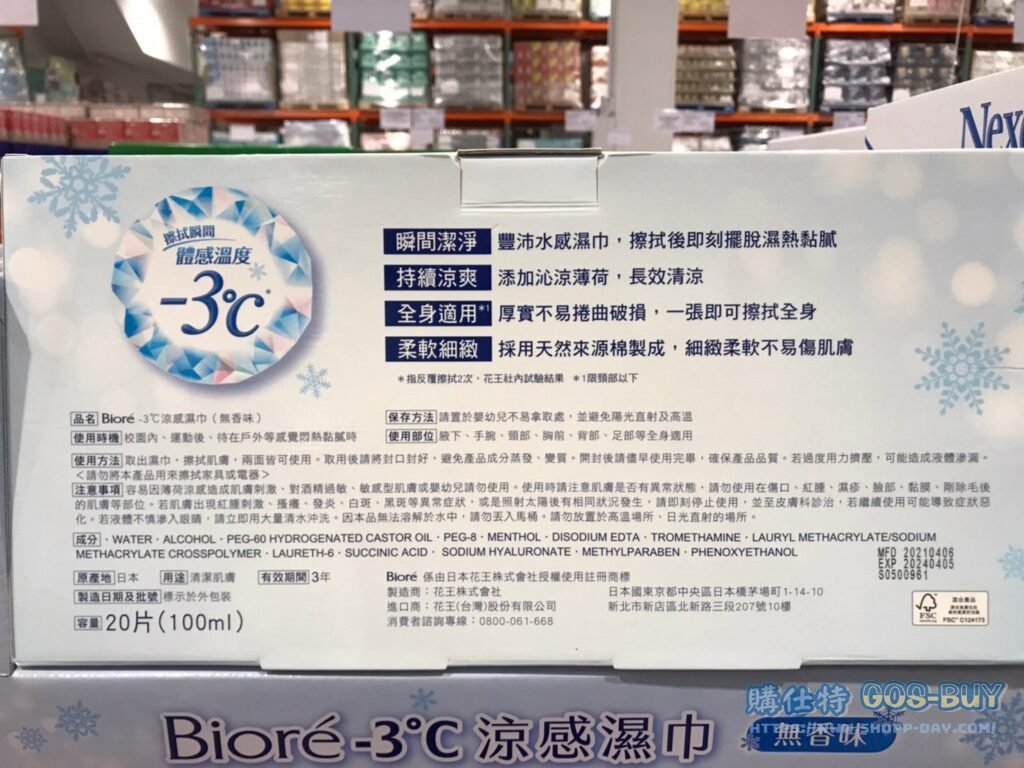 Nex
擦拭瞬間
體感溫度
-3℃*
瞬間潔淨 豐沛水感濕巾，擦拭後即刻擺脫濕熱黏膩
持續涼爽 添加沁涼薄荷，長效清涼
全身適用*1 厚實不易捲曲破損，一張即可擦拭全身
柔軟細緻 採用天然來源棉製成，細緻柔軟不易傷肌膚
＊指反覆擦拭2次，花王社內試驗結果 ＊1限頸部以下
品名 Bioré -3℃涼感濕巾（無香味）
使用時機 校園內、運動後、待在戶外等感覺悶熱黏膩時
保存方法 請置於嬰幼兒不易拿取處，並避免陽光直射及高溫
使用部位 腋下、手腕、頸部、胸前、背部、足部等全身適用
使用方法 取出濕巾，擦拭肌膚，兩面皆可使用。取用後請將封口封好，避免產品成分蒸發、變質。開封後請儘早使用完畢，確保產品品質。若過度用力擠壓，可能造成液體滲漏。
＜請勿將本產品用來擦拭家具或電器＞
注意事項 容易因薄荷涼感造成肌膚刺激、對酒精過敏、敏感型肌膚或嬰幼兒請勿使用。使用時請注意肌膚是否有異常狀態，請勿使用在傷口、紅腫、濕疹、臉部、黏膜、剛除毛後
的肌膚等部位。若肌膚出現紅腫刺激、搔癢、發炎、白斑、黑斑等異常症狀，或是照射太陽後有相同狀況發生，請即刻停止使用，並至皮膚科診治，若繼續使用可能導致症狀惡
化。若液體不慎滲入眼睛，請立即用大量清水沖洗。因本品無法溶解於水中，請勿丟入馬桶。請勿放置於高溫場所、日光直射的場所。
成分・WATER・ALCOHOL・PEG-60 HYDROGENATED CASTOR OIL・PEG-8・MENTHOL・DISODIUM EDTA・TROMETHAMINE・LAURYL METHACRYLATE/SODIUM
METHACRYLATE CROSSPOLYMER・LAURETH-6・SUCCINIC ACID・SODIUM HYALURONATE・METHYLPARABEN・PHENOXYETHANOL
MFD 20210406
EXP 20240405
S0500961
原產地 日本 用途 清潔肌膚 有效期間 3年
製造日期及批號 標示於外包裝
容量 20片(100ml)
Bioré 係由日本花王株式會社授權使用註冊商標
製造商：花王株式會社 日本國東京都中央區日本橋茅場町1-14-10
進口商：花王(台灣)股份有限公司 新北市新店區北新路三段207號10樓
消費者諮詢專線：0800-061-668
FSC
FSC® C124173
Bioré -3℃ 涼感濕巾 無香味
購仕特 GOS-BUY